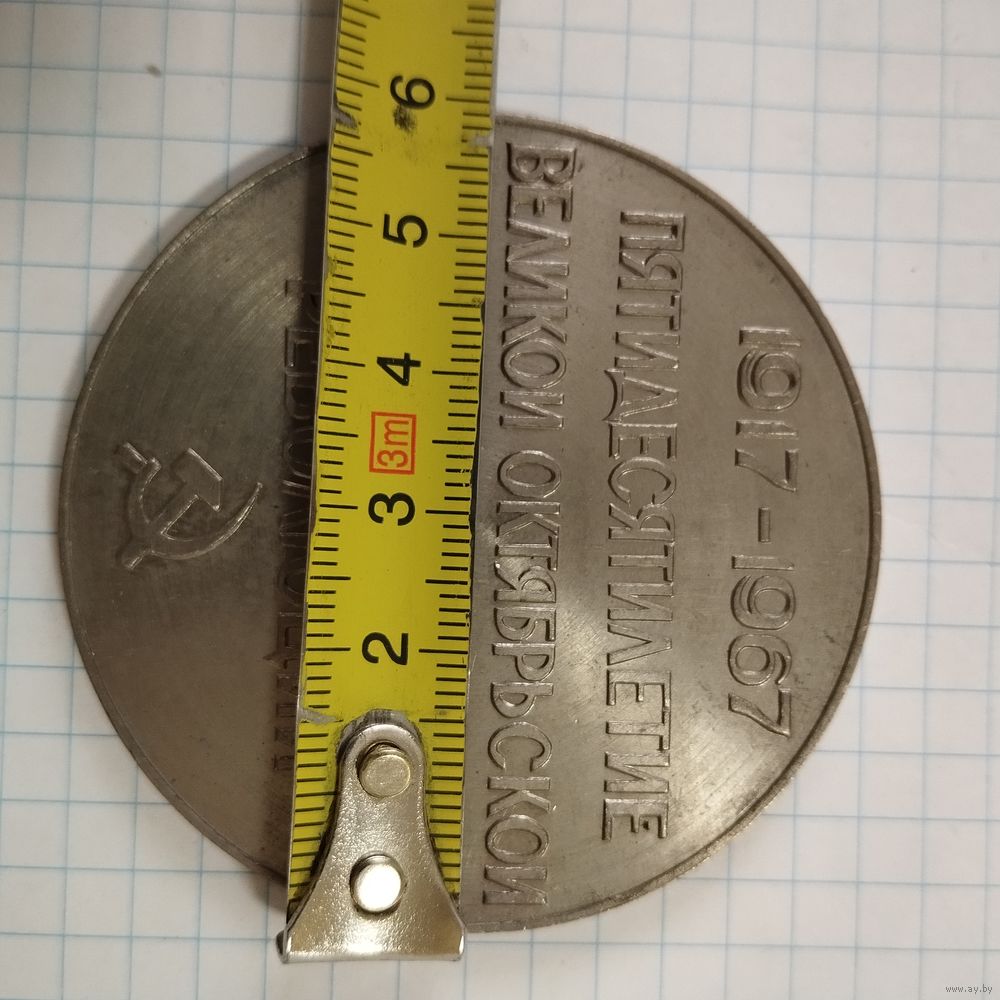 1917-1967
ПЯТИДЕСЯТИЛЕТИЕ
ВЕЛИКОЙ ОКТЯБРЬСКОЙ
2 3 3m 4 5 6
www.ay.by